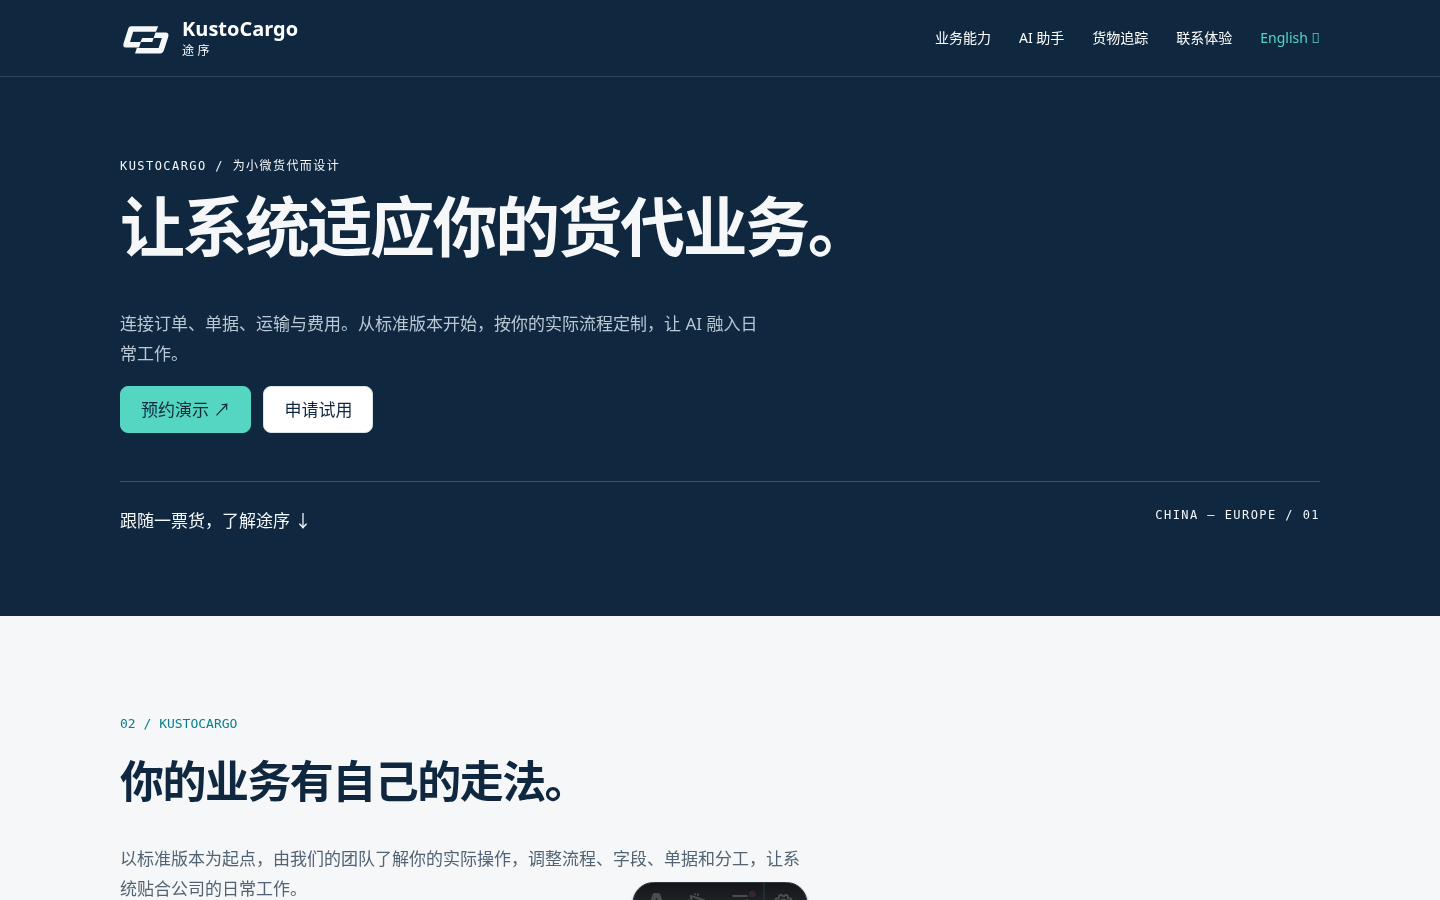 KustoCargo
途序
业务能力 AI 助手 货物追踪 联系体验 English
KUSTOCARGO / 为小微货代而设计
让系统适应你的货代业务。
连接订单、单据、运输与费用。从标准版本开始，按你的实际流程定制，让 AI 融入日
常工作。
预约演示 ↗ 申请试用
跟随一票货，了解途序 ↓
CHINA — EUROPE / 01
02 / KUSTOCARGO
你的业务有自己的走法。
以标准版本为起点，由我们的团队了解你的实际操作，调整流程、字段、单据和分工，让系
统贴合公司的日常工作。